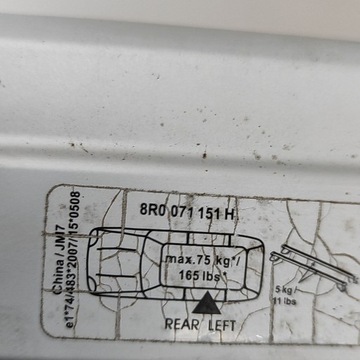 China / JM7
e1*74/483*2007/15*0508
8R0 071 151 H
max. 75 kg*/
165 lbs*
REAR LEFT
5 kg /
11 lbs